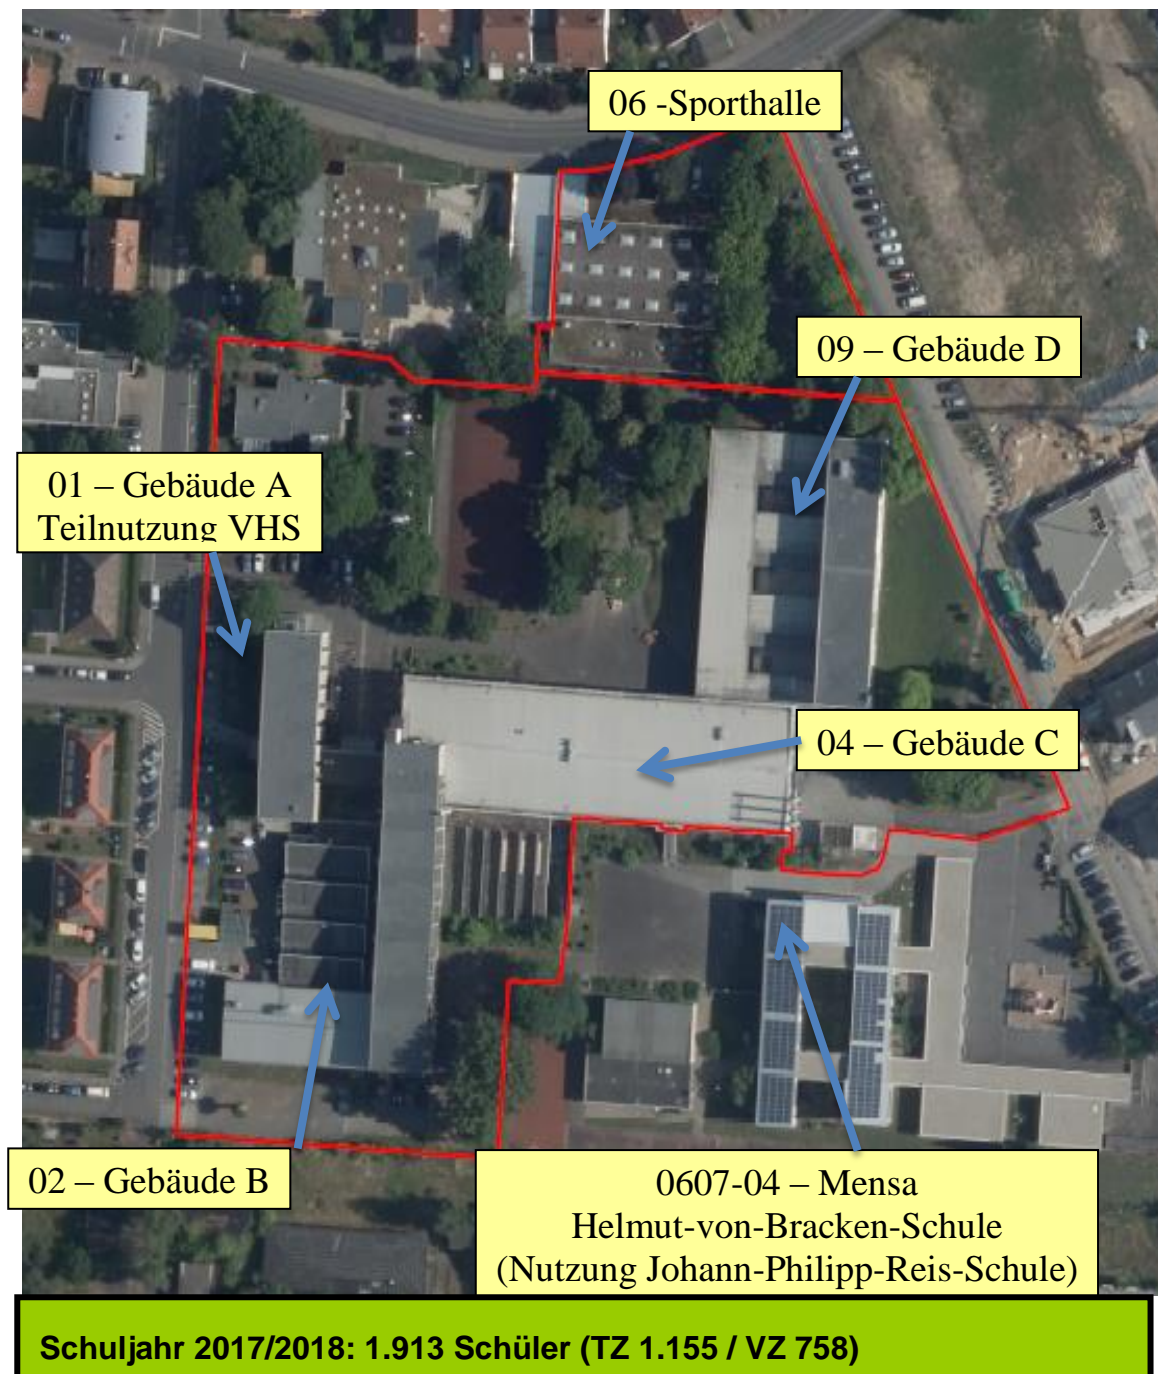 06 -Sporthalle
09 – Gebäude D
01 – Gebäude A
Teilnutzung VHS
04 – Gebäude C
02 – Gebäude B
0607-04 – Mensa
Helmut-von-Bracken-Schule
(Nutzung Johann-Philipp-Reis-Schule)
Schuljahr 2017/2018: 1.913 Schüler (TZ 1.155 / VZ 758)